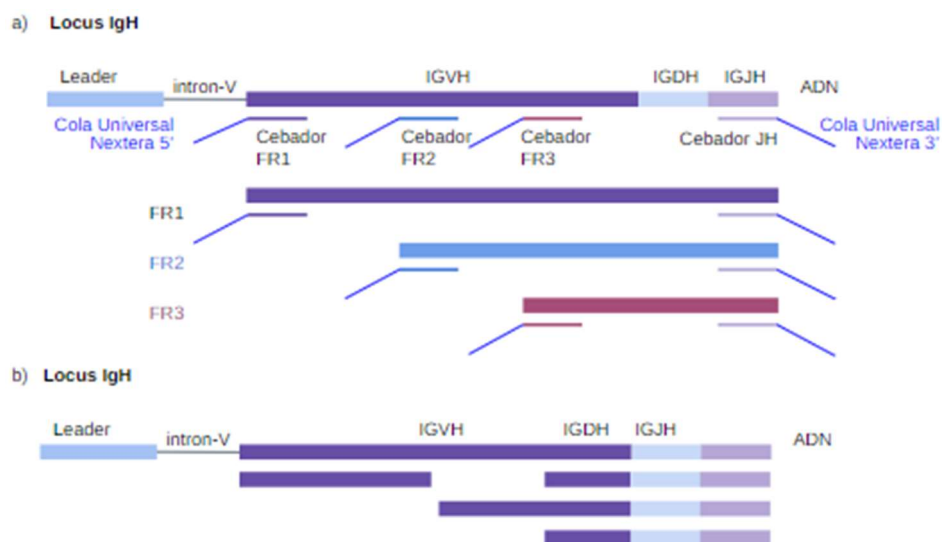 a) Locus IgH
Leader
intron-V
IGVH
IGDH
IGJH
ADN
Cola Universal
Nextera 5'
Cebador
FR1
Cebador
FR2
Cebador
FR3
Cebador JH
Cola Universal
Nextera 3'
FR1
FR2
FR3
b) Locus IgH
Leader
intron-V
IGVH
IGDH
IGJH
ADN